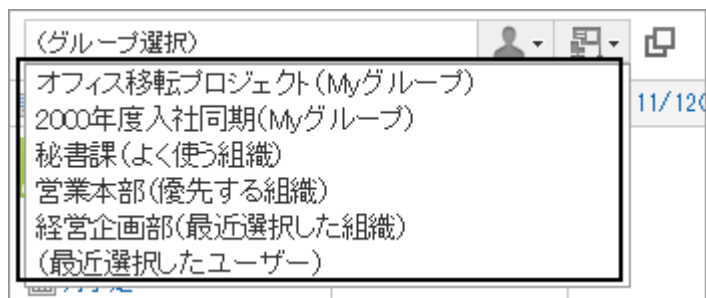 (グループ選択)
オフィス移転プロジェクト(Myグループ)
11/12(
2000年度入社同期(Myグループ)
秘書課(よく使う組織)
営業本部(優先する組織)
経営企画部(最近選択した組織)
(最近選択したユーザー)